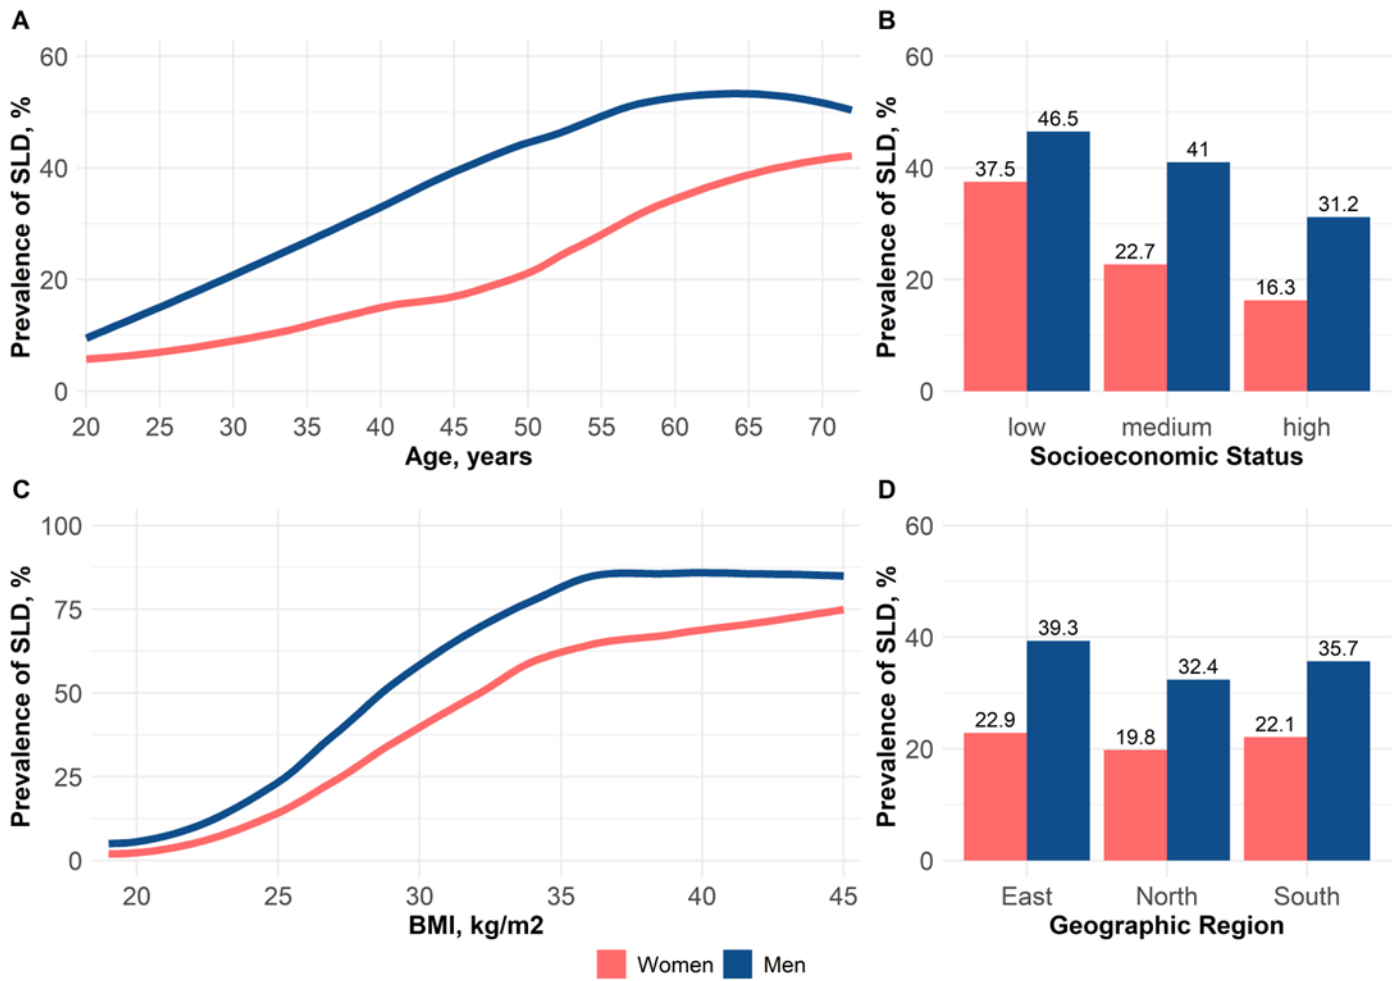 A
Prevalence of SLD, %
60
40
20
0
20 25 30 35 40 45 50 55 60 65 70
Age, years
B
Prevalence of SLD, %
60
40
20
0
37.5 46.5 22.7 41 16.3 31.2
low medium high
Socioeconomic Status
C
Prevalence of SLD, %
100
75
50
25
0
20 25 30 35 40 45
BMI, kg/m2
D
Prevalence of SLD, %
60
40
20
0
22.9 39.3 19.8 32.4 22.1 35.7
East North South
Geographic Region
Women Men